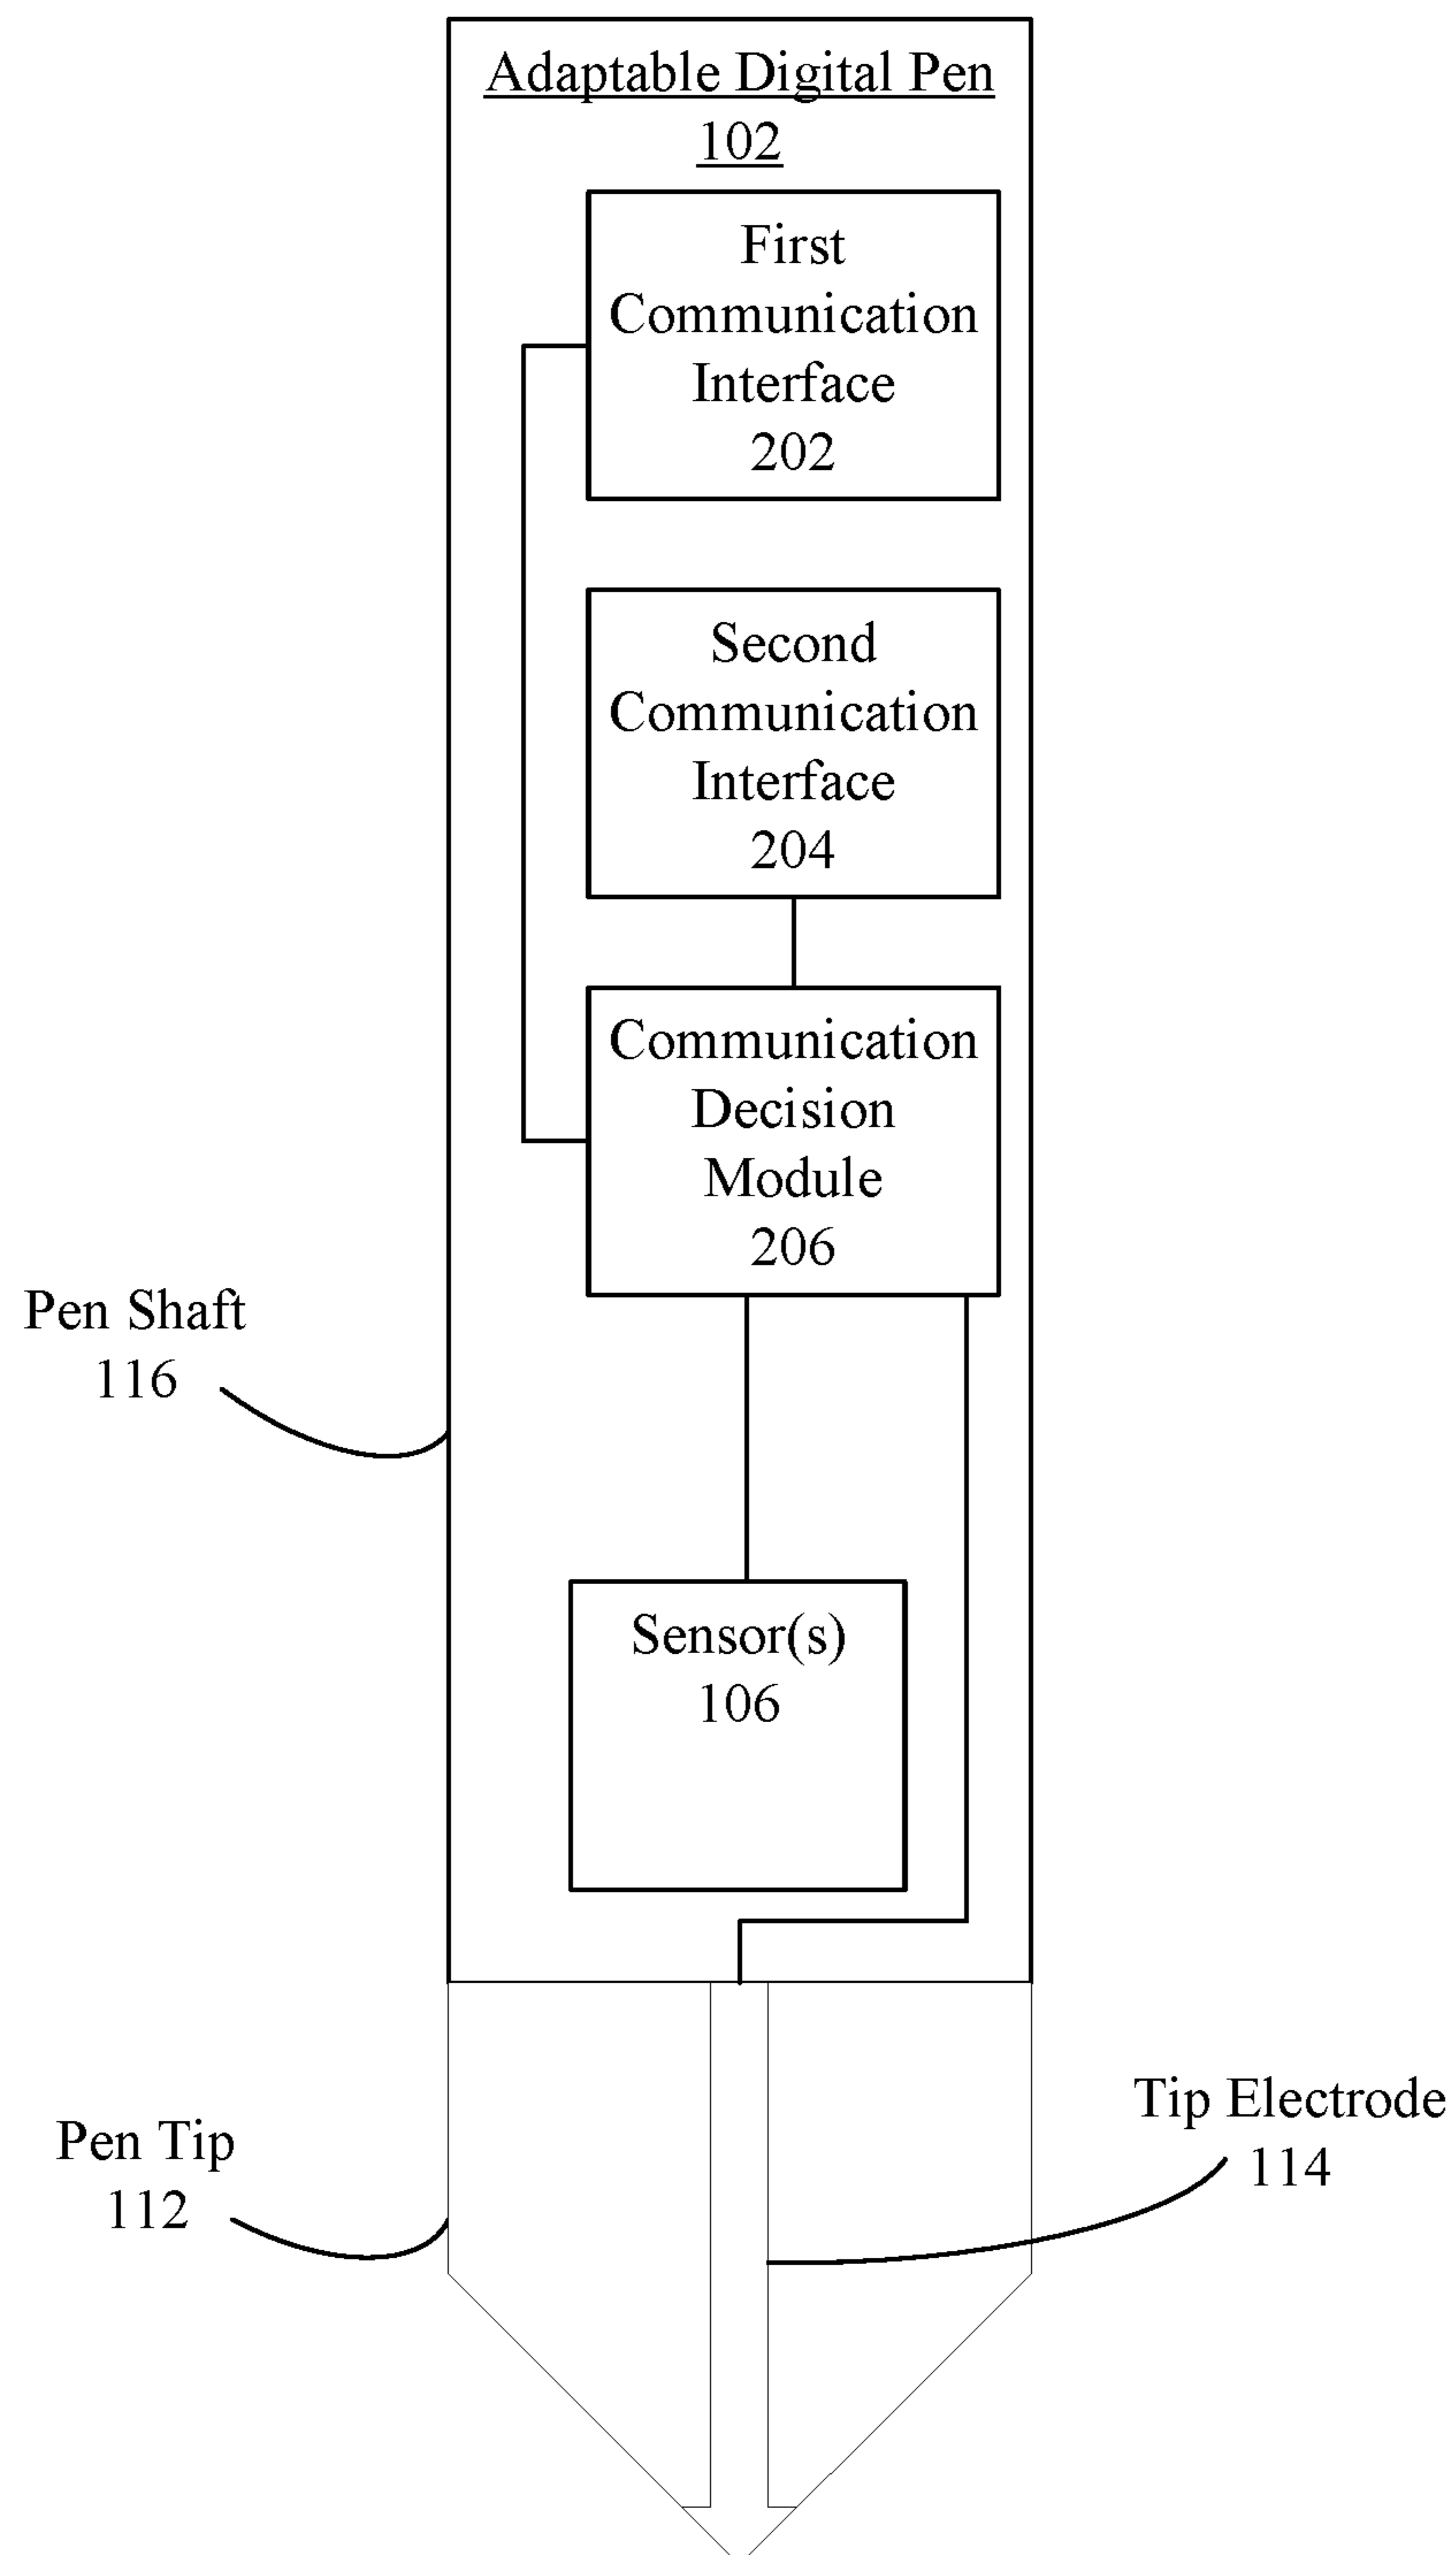 Adaptable Digital Pen
102
First
Communication
Interface
202
Second
Communication
Interface
204
Communication
Decision
Module
206
Pen Shaft
116
Sensor(s)
106
Tip Electrode
114
Pen Tip
112